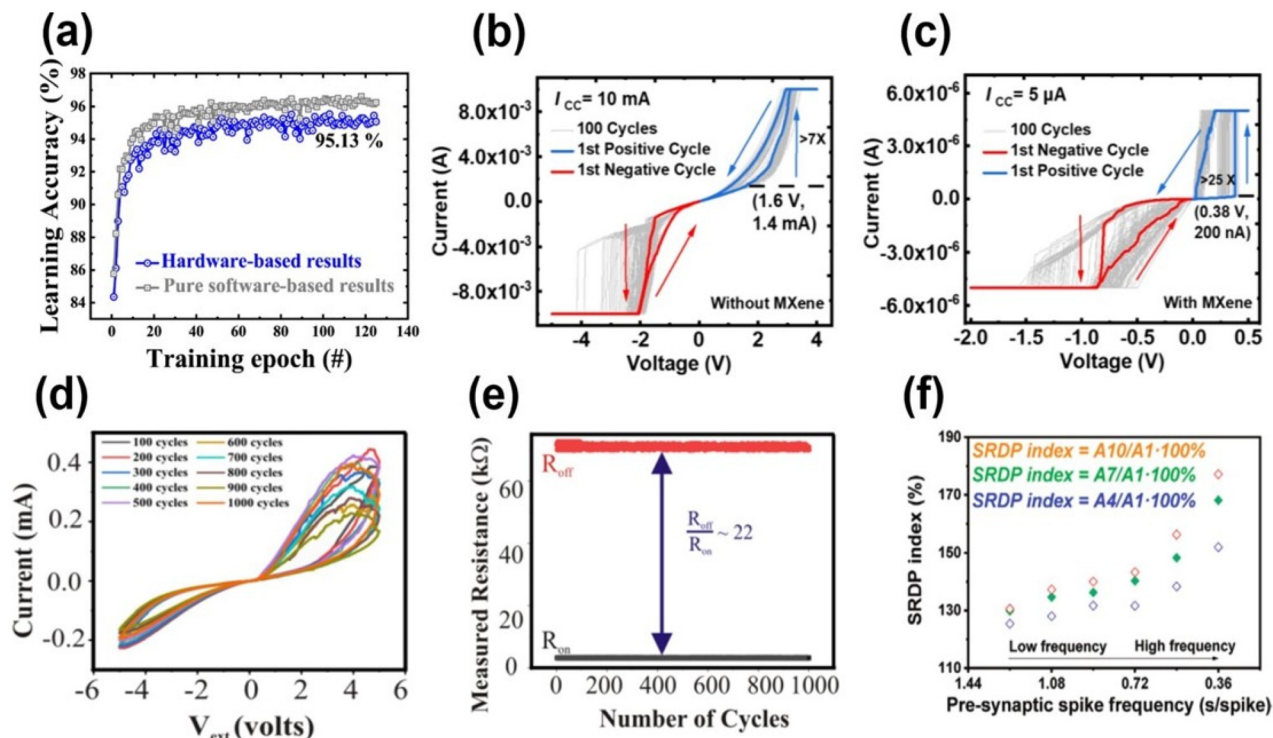 (a)
Learning Accuracy (%)
98
96
94
92
90
88
86
84
95.13 %
Hardware-based results
Pure software-based results
0 20 40 60 80 100 120 140
Training epoch (#)
(b)
Current (A)
8.0x10⁻³
4.0x10⁻³
0.0
-4.0x10⁻³
-8.0x10⁻³
I CC = 10 mA
100 Cycles
1st Positive Cycle
1st Negative Cycle
>7X
(1.6 V,
1.4 mA)
Without MXene
-4 -2 0 2 4
Voltage (V)
(c)
Current (A)
6.0x10⁻⁶
3.0x10⁻⁶
0.0
-3.0x10⁻⁶
-6.0x10⁻⁶
I CC = 5 µA
100 Cycles
1st Negative Cycle
1st Positive Cycle
>25 X
(0.38 V,
200 nA)
With MXene
-2.0 -1.5 -1.0 -0.5 0.0 0.5
Voltage (V)
(d)
Current (mA)
0.4
0.2
0.0
-0.2
100 cycles 600 cycles
200 cycles 700 cycles
300 cycles 800 cycles
400 cycles 900 cycles
500 cycles 1000 cycles
-6 -4 -2 0 2 4 6
Vext (volts)
(e)
Measured Resistance (kΩ)
60
40
20
0
Roff
Roff
Ron
~ 22
Ron
0 200 400 600 800 1000
Number of Cycles
(f)
SRDP index (%)
190
170
150
130
110
SRDP index = A10/A1·100%
SRDP index = A7/A1·100%
SRDP index = A4/A1·100%
Low frequency High frequency
1.44 1.08 0.72 0.36
Pre-synaptic spike frequency (s/spike)